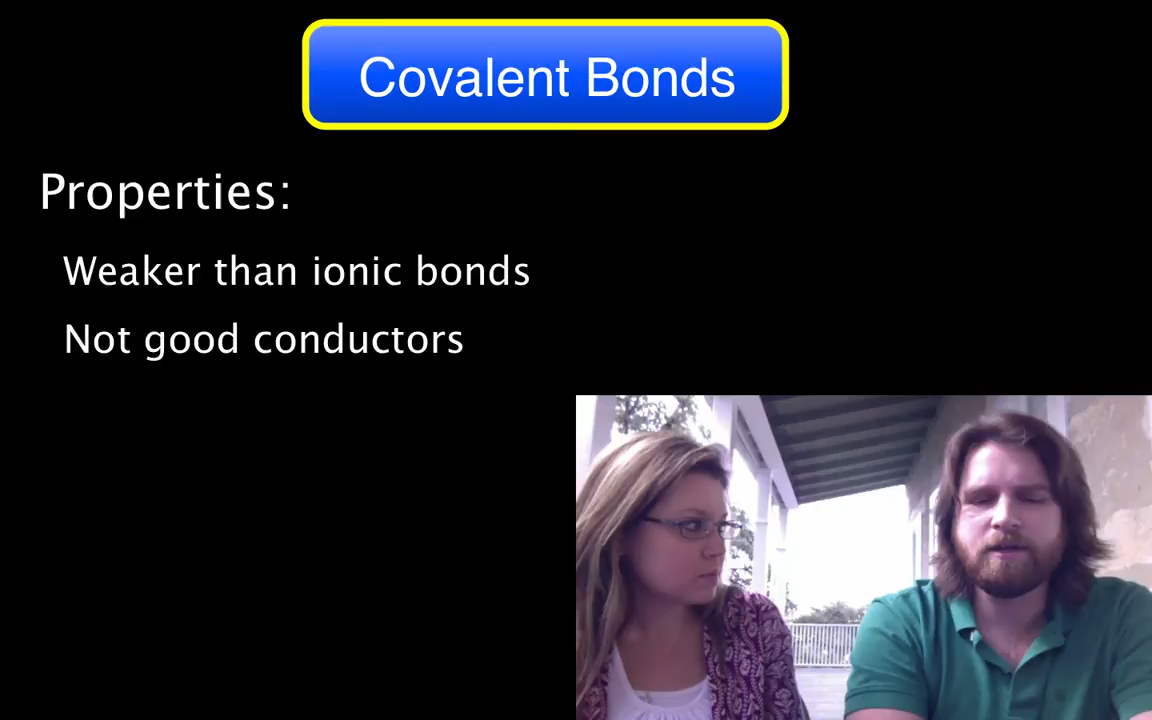 Covalent Bonds
Properties:
Weaker than ionic bonds
Not good conductors